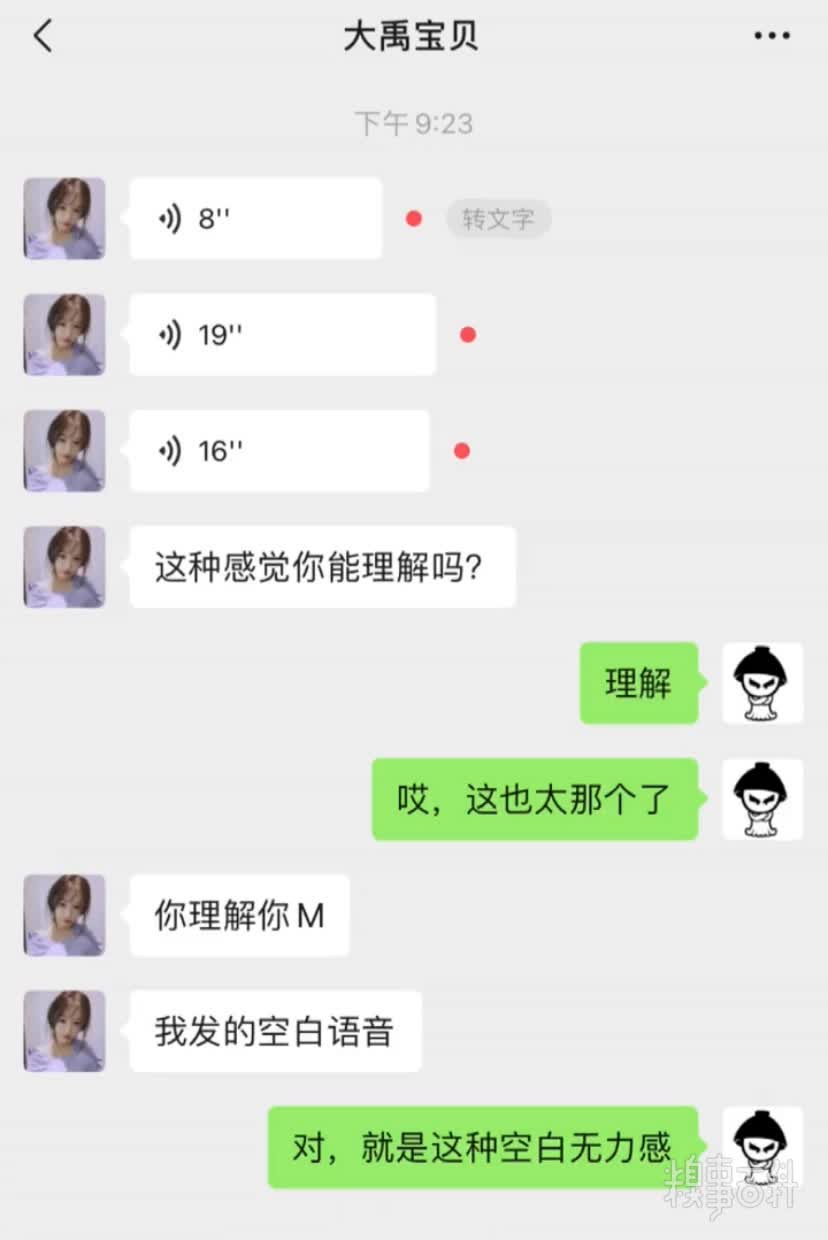 大禹宝贝
下午 9:23
8''
转文字
19''
16''
这种感觉你能理解吗?
理解
哎，这也太那个了
你理解你M
我发的空白语音
对，就是这种空白无力感
糗事百科